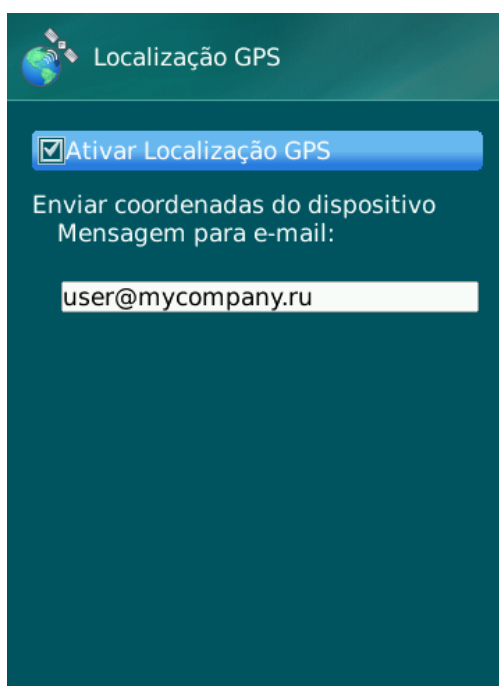 Localização GPS
Ativar Localização GPS
Enviar coordenadas do dispositivo
Mensagem para e-mail:
user@mycompany.ru